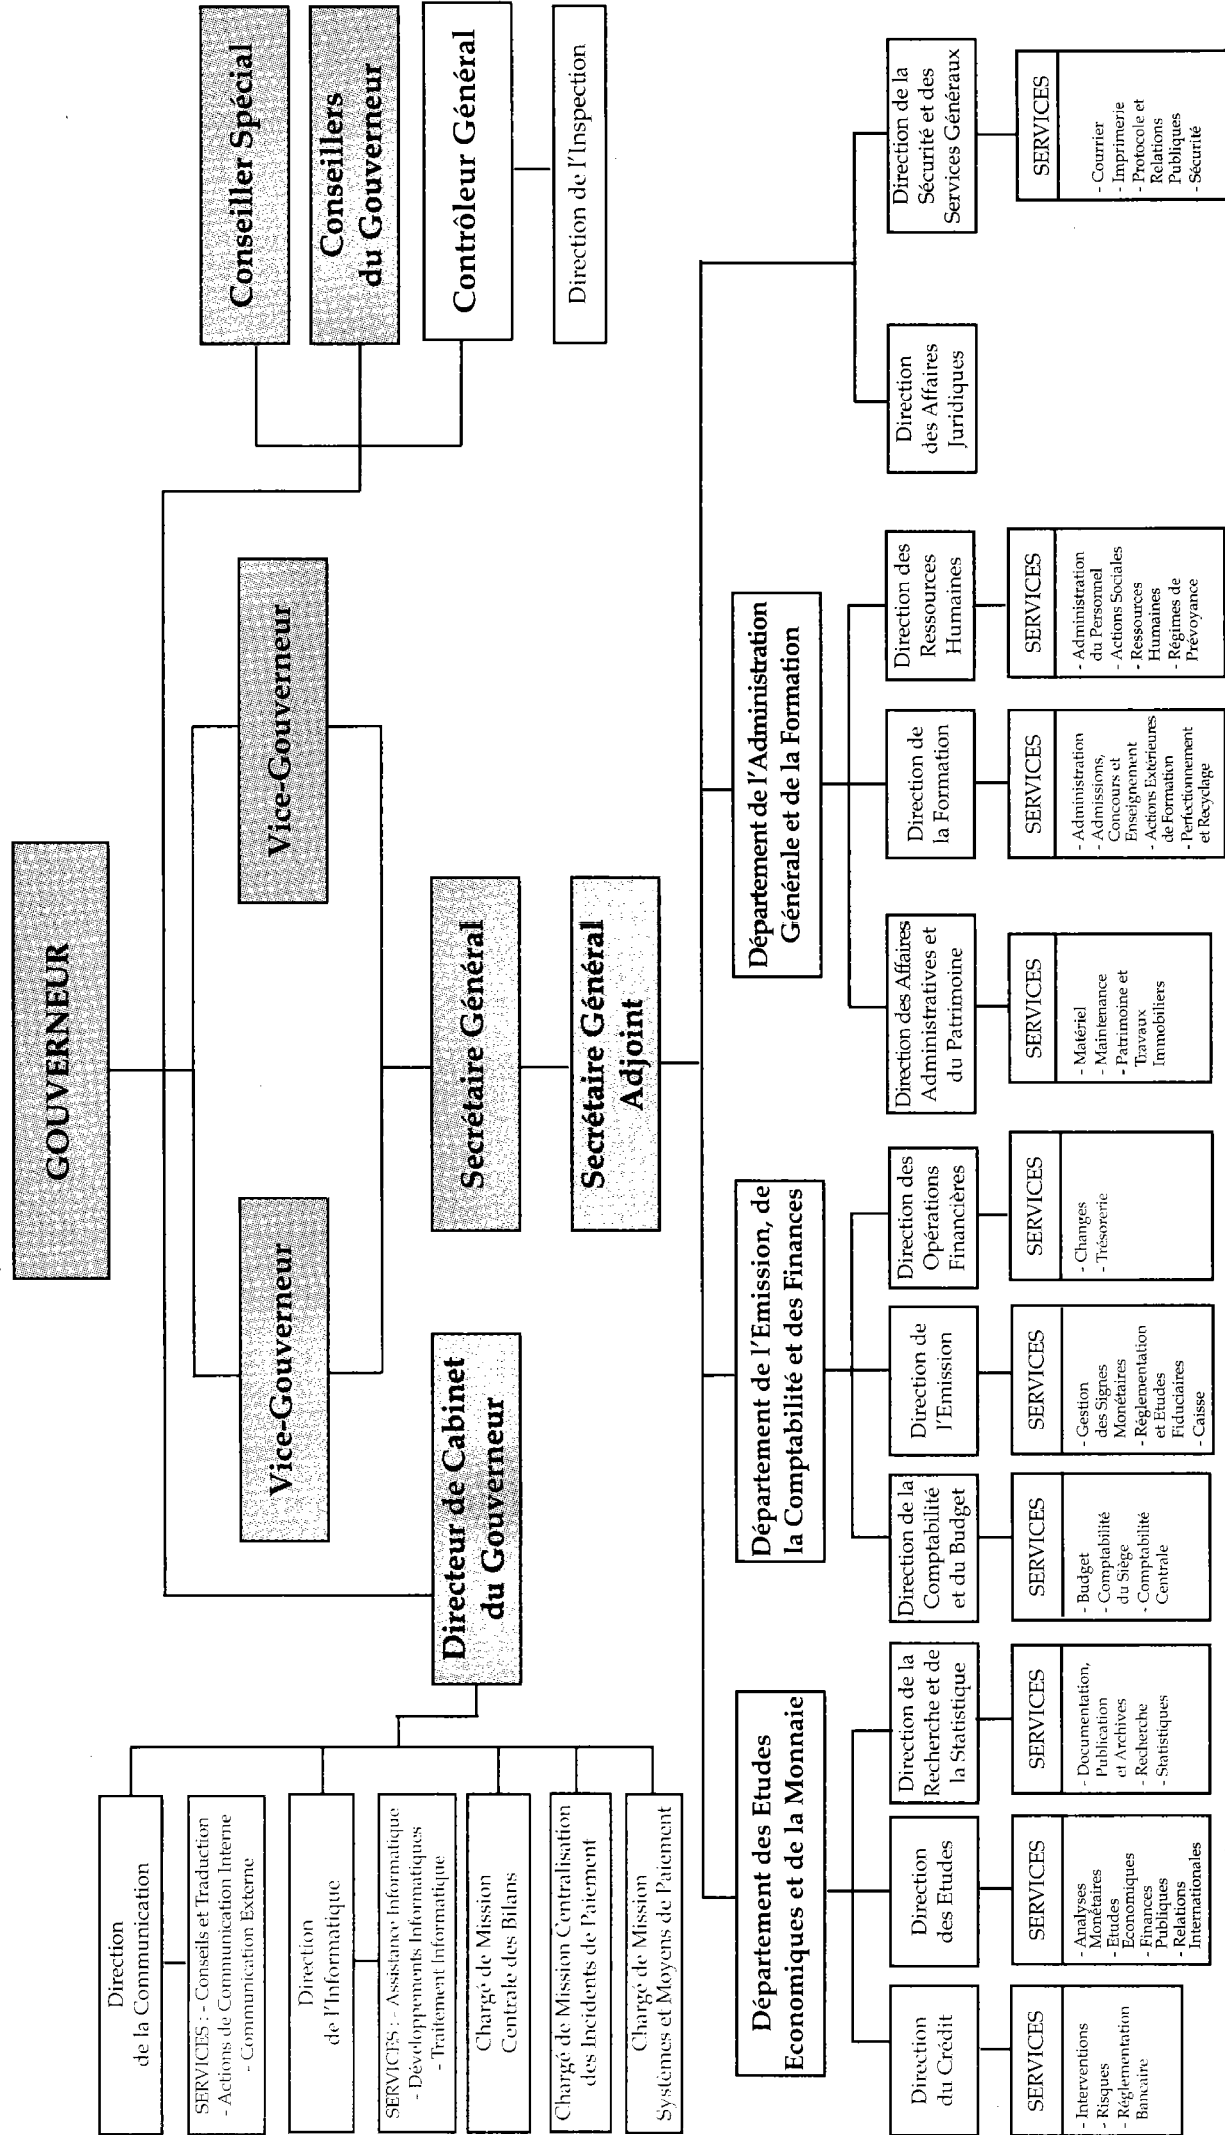 GOUVERNEUR
Vice-Gouverneur
Vice-Gouverneur
Conseiller Spécial
Conseillers
du Gouverneur
Contrôleur Général
Direction de l'Inspection
Directeur de Cabinet
du Gouverneur
Secrétaire Général
Secrétaire Général
Adjoint
Direction
de la Communication
SERVICES : - Conseils et Traduction
- Actions de Communication Interne
- Communication Externe
Direction
de l'Informatique
SERVICES : - Assistance Informatique
- Développements Informatiques
- Traitement Informatique
Chargé de Mission
Centrale des Bilans
Chargé de Mission Centralisation
des Incidents de Paiement
Chargé de Mission
Systèmes et Moyens de Paiement
Département des Etudes
Economiques et de la Monnaie
Direction
du Crédit
SERVICES
- Interventions
- Risques
- Réglementation
Bancaire
Direction
des Etudes
SERVICES
- Analyses
Monétaires
- Etudes
Economiques
- Finances
Publiques
- Relations
Internationales
Direction de la
Recherche et de
la Statistique
SERVICES
- Documentation,
Publication
et Archives
- Recherche
- Statistiques
Département de l'Emission, de
la Comptabilité et des Finances
Direction de la
Comptabilité
et du Budget
SERVICES
- Budget
- Comptabilité
du Siège
- Comptabilité
Centrale
Direction de
l'Emission
SERVICES
- Gestion
des Signes
Monétaires
- Réglementation
et Etudes
Fiduciaires
- Caisse
Direction des
Opérations
Financières
SERVICES
- Changes
- Trésorerie
Département de l'Administration
Générale et de la Formation
Direction des Affaires
Administratives et
du Patrimoine
SERVICES
- Matériel
- Maintenance
- Patrimoine et
Travaux
Immobiliers
Direction de
la Formation
SERVICES
- Administration
- Admissions,
Concours et
Enseignement
- Actions Extérieures
de Formation
- Perfectionnement
et Recyclage
Direction des
Ressources
Humaines
SERVICES
- Administration
du Personnel
- Actions Sociales
- Ressources
Humaines
- Régimes de
Prévoyance
Direction
des Affaires
Juridiques
Direction de la
Sécurité et des
Services Généraux
SERVICES
- Courrier
- Imprimerie
- Protocole et
Relations
Publiques
- Sécurité